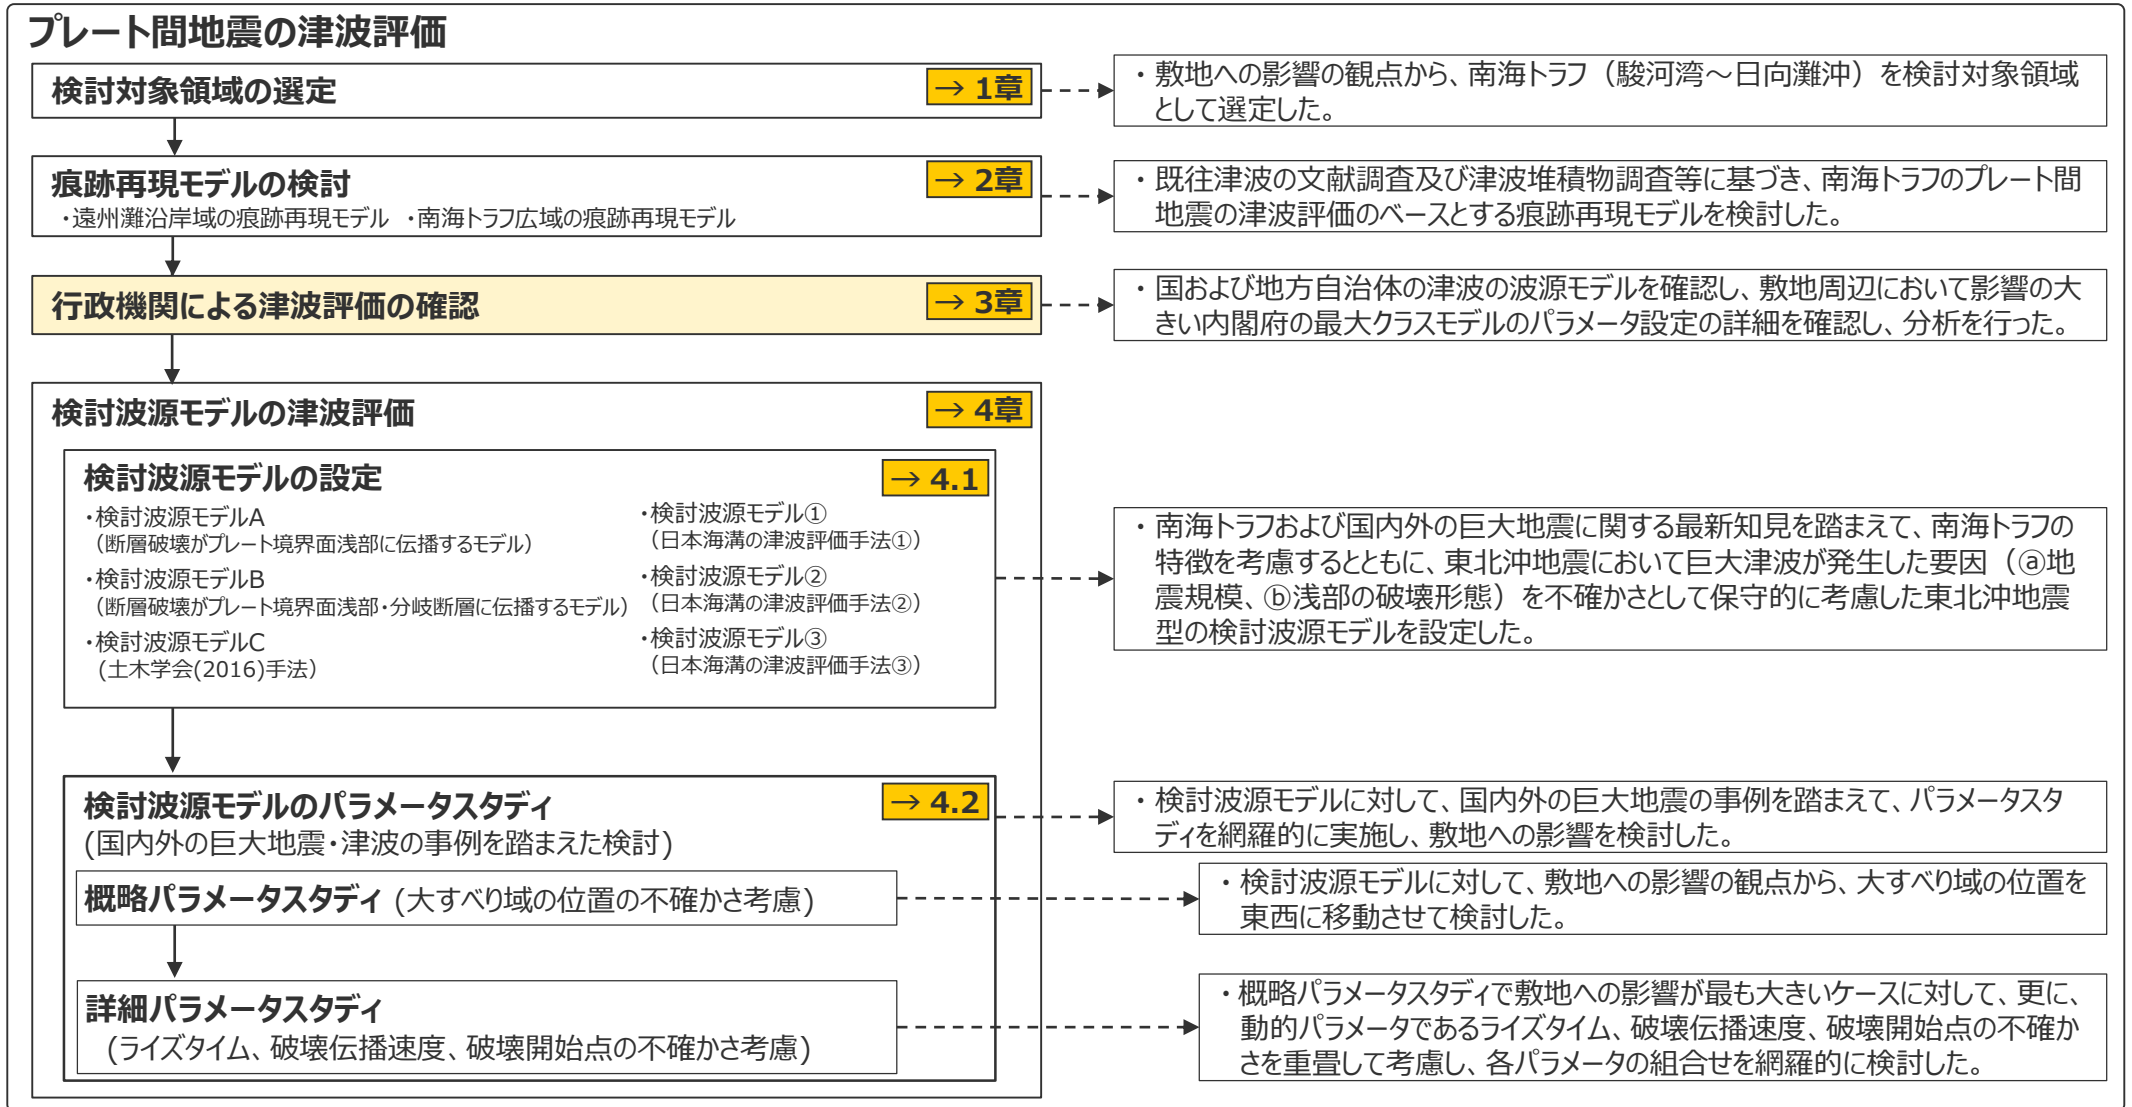 プレート間地震の津波評価
検討対象領域の選定
→ 1章
・敷地への影響の観点から、南海トラフ（駿河湾～日向灘沖）を検討対象領域
として選定した。
痕跡再現モデルの検討
→ 2章
・遠州灘沿岸域の痕跡再現モデル ・南海トラフ広域の痕跡再現モデル
・既往津波の文献調査及び津波堆積物調査等に基づき、南海トラフのプレート間
地震の津波評価のベースとする痕跡再現モデルを検討した。
行政機関による津波評価の確認
→ 3章
・国および地方自治体の津波の波源モデルを確認し、敷地周辺において影響の大
きい内閣府の最大クラスモデルのパラメータ設定の詳細を確認し、分析を行った。
検討波源モデルの津波評価
→ 4章
検討波源モデルの設定
→ 4.1
・検討波源モデルA
（断層破壊がプレート境界面浅部に伝播するモデル）
・検討波源モデルB
（断層破壊がプレート境界面浅部・分岐断層に伝播するモデル）
・検討波源モデルC
(土木学会(2016)手法）
・検討波源モデル①
（日本海溝の津波評価手法①）
・検討波源モデル②
（日本海溝の津波評価手法②）
・検討波源モデル③
（日本海溝の津波評価手法③）
・南海トラフおよび国内外の巨大地震に関する最新知見を踏まえて、南海トラフの
特徴を考慮するとともに、東北沖地震において巨大津波が発生した要因（ⓐ地
震規模、ⓑ浅部の破壊形態）を不確かさとして保守的に考慮した東北沖地震
型の検討波源モデルを設定した。
検討波源モデルのパラメータスタディ
→ 4.2
(国内外の巨大地震・津波の事例を踏まえた検討)
・検討波源モデルに対して、国内外の巨大地震の事例を踏まえて、パラメータスタ
ディを網羅的に実施し、敷地への影響を検討した。
概略パラメータスタディ (大すべり域の位置の不確かさ考慮)
・検討波源モデルに対して、敷地への影響の観点から、大すべり域の位置を
東西に移動させて検討した。
詳細パラメータスタディ
(ライズタイム、破壊伝播速度、破壊開始点の不確かさ考慮)
・概略パラメータスタディで敷地への影響が最も大きいケースに対して、更に、
動的パラメータであるライズタイム、破壊伝播速度、破壊開始点の不確か
さを重畳して考慮し、各パラメータの組合せを網羅的に検討した。